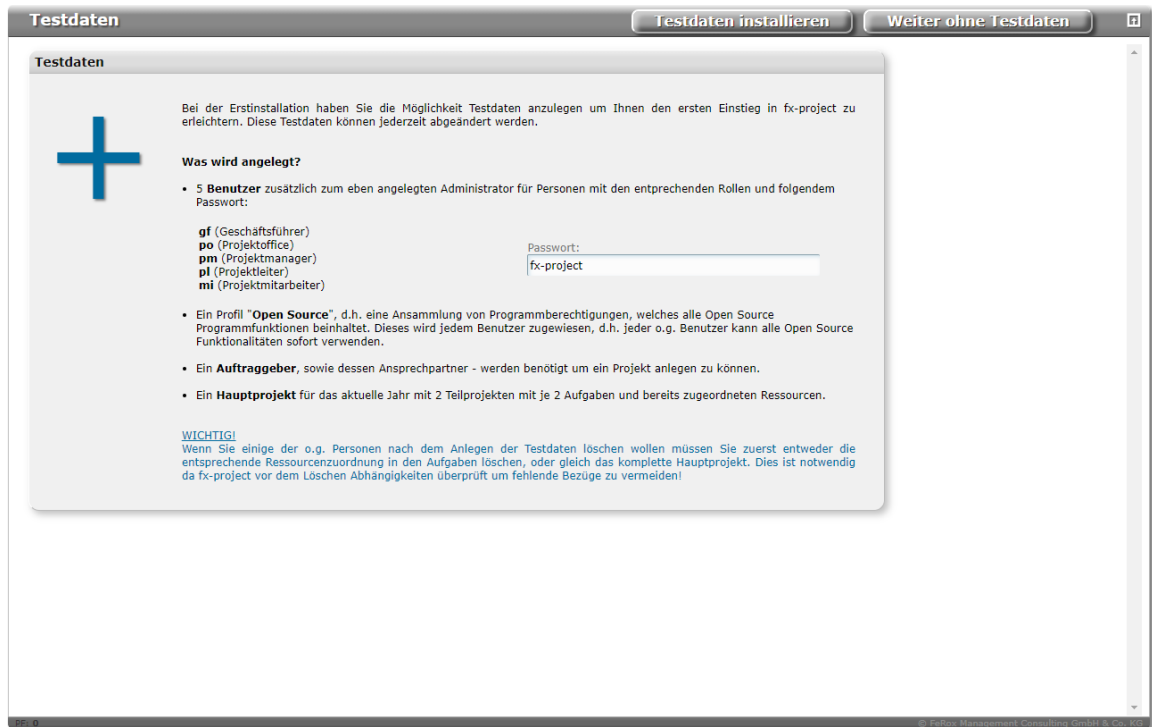 Testdaten
Testdaten installieren
Weiter ohne Testdaten
Testdaten
Bei der Erstinstallation haben Sie die Möglichkeit Testdaten anzulegen um Ihnen den ersten Einstieg in fx-project zu
erleichtern. Diese Testdaten können jederzeit abgeändert werden.
Was wird angelegt?
• 5 Benutzer zusätzlich zum eben angelegten Administrator für Personen mit den entprechenden Rollen und folgendem
Passwort:
gf (Geschäftsführer)
po (Projektoffice)
pm (Projektmanager)
pl (Projektleiter)
mi (Projektmitarbeiter)
Passwort:
fx-project
• Ein Profil "Open Source", d.h. eine Ansammlung von Programmberechtigungen, welches alle Open Source
Programmfunktionen beinhaltet. Dieses wird jedem Benutzer zugewiesen, d.h. jeder o.g. Benutzer kann alle Open Source
Funktionalitäten sofort verwenden.
• Ein Auftraggeber, sowie dessen Ansprechpartner - werden benötigt um ein Projekt anlegen zu können.
• Ein Hauptprojekt für das aktuelle Jahr mit 2 Teilprojekten mit je 2 Aufgaben und bereits zugeordneten Ressourcen.
WICHTIG!
Wenn Sie einige der o.g. Personen nach dem Anlegen der Testdaten löschen wollen müssen Sie zuerst entweder die
entsprechende Ressourcenzuordnung in den Aufgaben löschen, oder gleich das komplette Hauptprojekt. Dies ist notwendig
da fx-project vor dem Löschen Abhängigkeiten überprüft um fehlende Bezüge zu vermeiden!
PF: 0
© FeRox Management Consulting GmbH & Co. KG